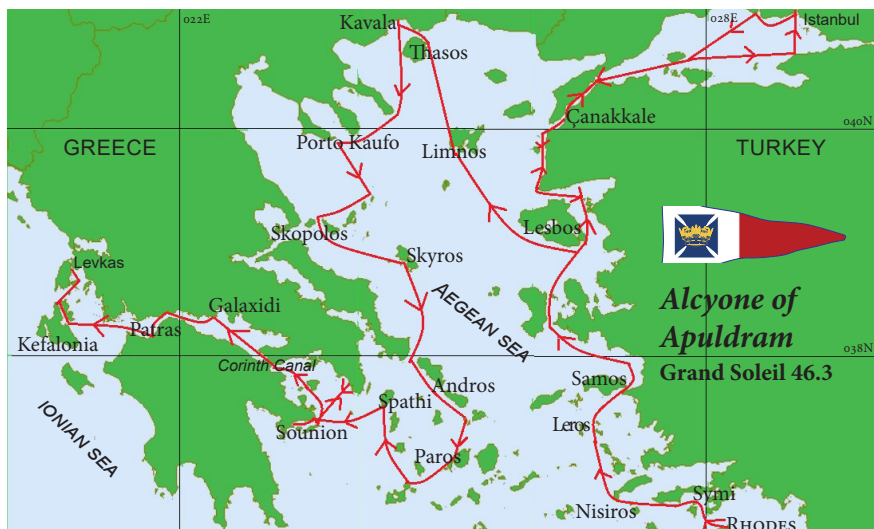 022E
Kavala
028E
Istanbul
Thasos
Çanakkale
040N
GREECE
Porto Kaufo
Limnos
TURKEY
Skopolos
Lesbos
Skyros
Levkas
AEGEAN SEA
Alcyone of
Apuldram
Grand Soleil 46.3
Galaxidi
Patras
Kefalonia
038N
Corinth Canal
Samos
Andros
Spathi
IONIAN SEA
Sounion
Leros
Paros
Symi
Nisiros
RHODES